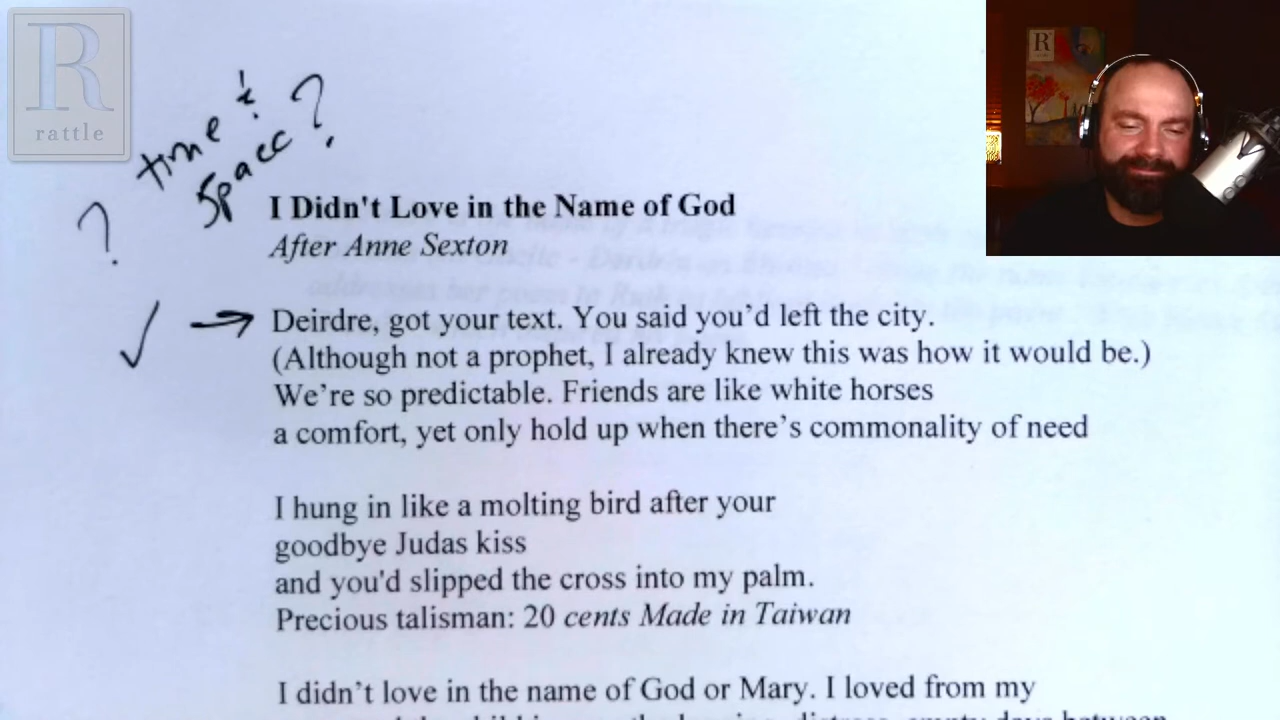 R
rattle
R
time &
space?
?
I Didn't Love in the Name of God
After Anne Sexton
Deirdre, got your text. You said you'd left the city.
(Although not a prophet, I already knew this was how it would be.)
We're so predictable. Friends are like white horses
a comfort, yet only hold up when there's commonality of need
I hung in like a molting bird after your
goodbye Judas kiss
and you'd slipped the cross into my palm.
Precious talisman: 20 cents Made in Taiwan
I didn't love in the name of God or Mary. I loved from my